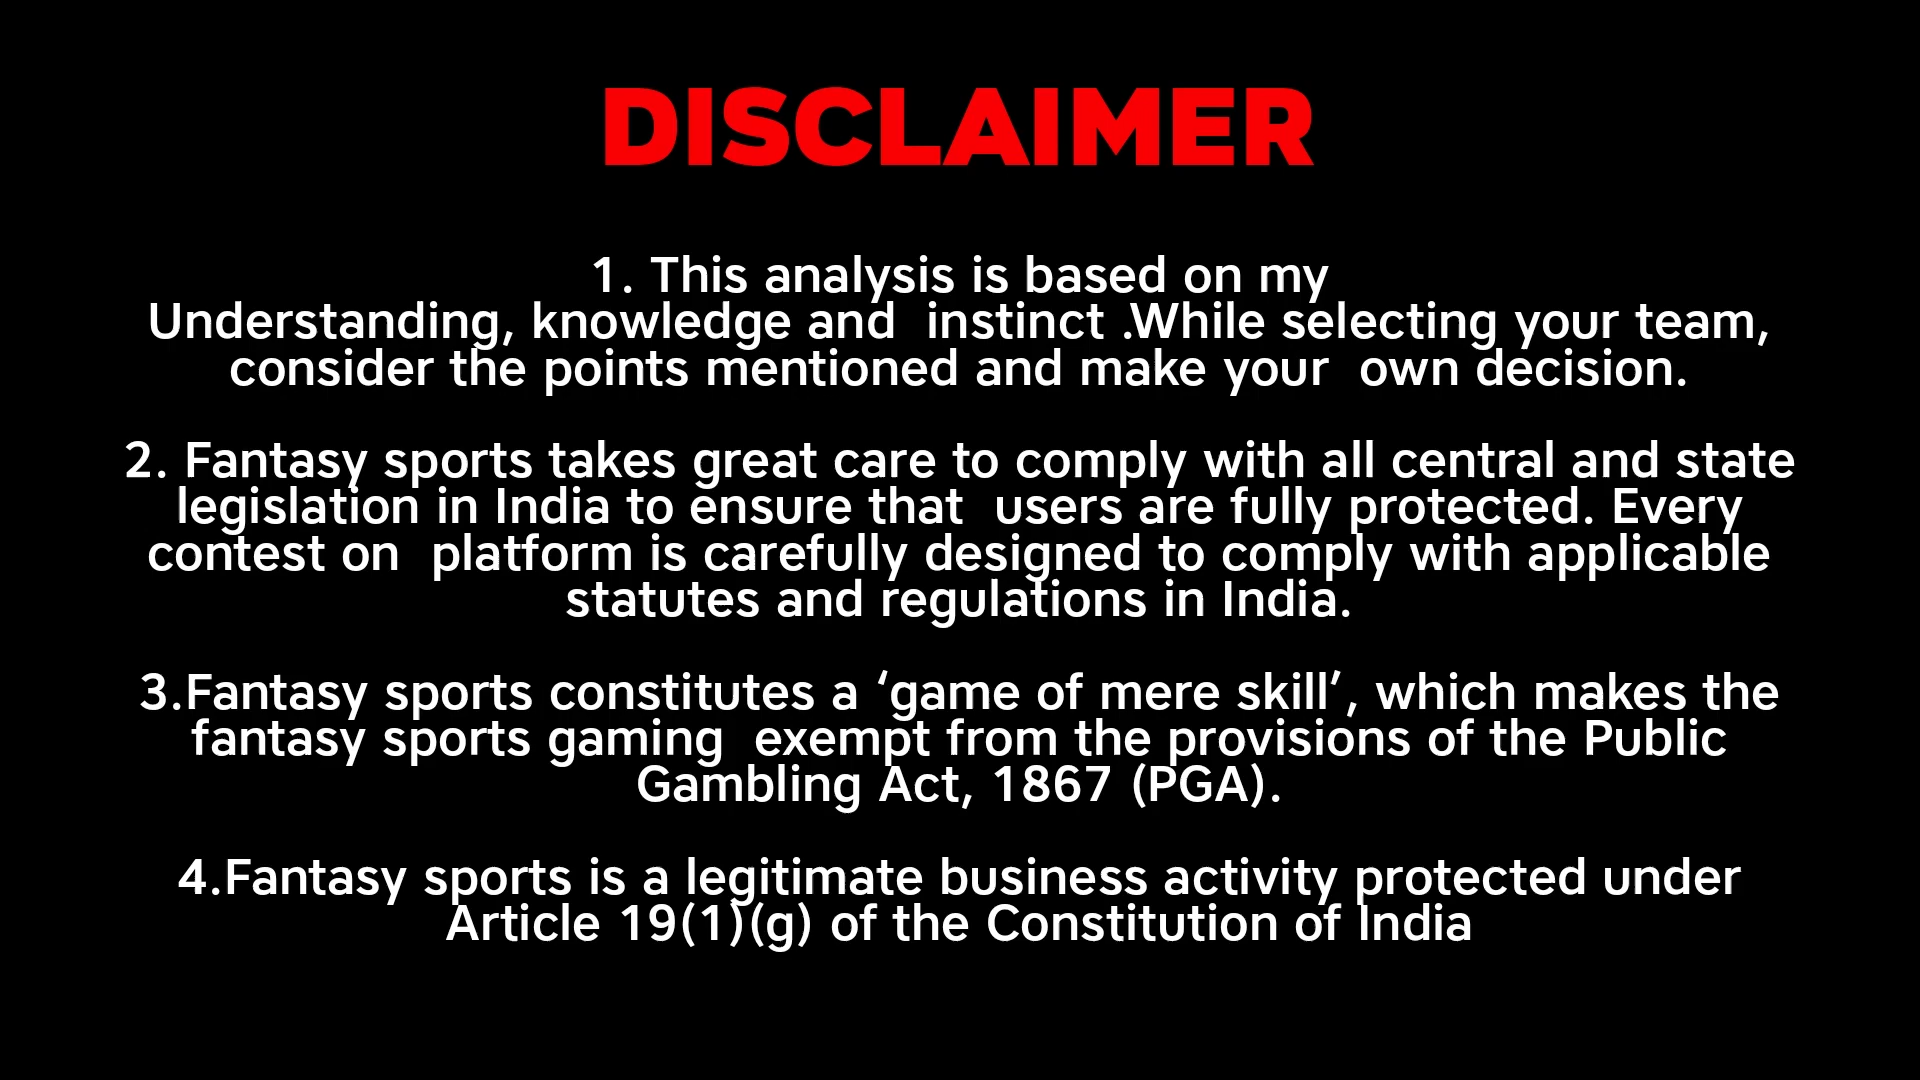 DISCLAIMER
1. This analysis is based on my
Understanding, knowledge and  instinct .While selecting your team,
consider the points mentioned and make your  own decision.
2. Fantasy sports takes great care to comply with all central and state
legislation in India to ensure that  users are fully protected. Every
contest on  platform is carefully designed to comply with applicable
statutes and regulations in India.
3.Fantasy sports constitutes a ‘game of mere skill’, which makes the
fantasy sports gaming  exempt from the provisions of the Public
Gambling Act, 1867 (PGA).
4.Fantasy sports is a legitimate business activity protected under
Article 19(1)(g) of the Constitution of India